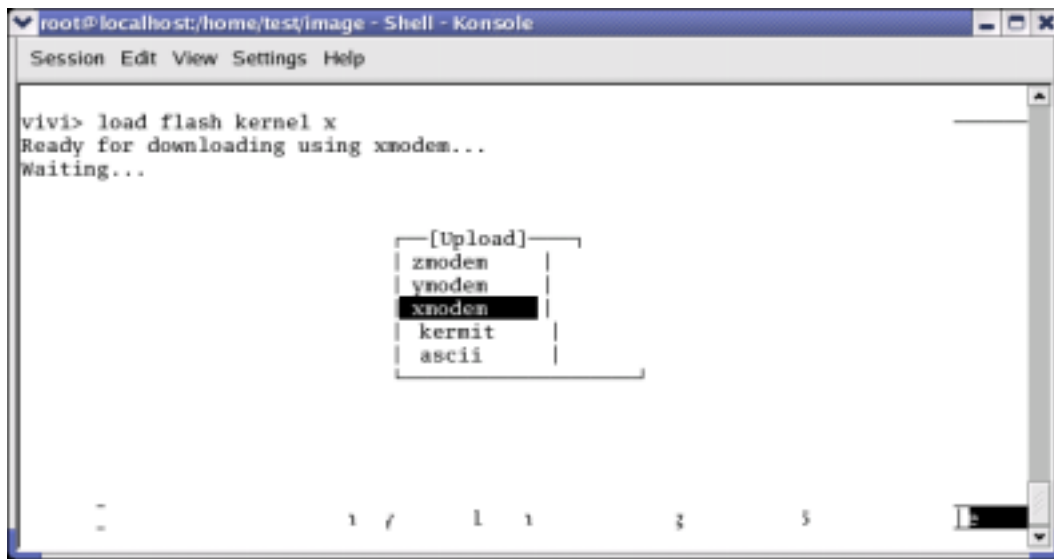 root@localhost:/home/test/image - Shell - Konsole
Session Edit View Settings Help
vivi> load flash kernel x
Ready for downloading using xmodem...
Waiting...
[Upload]
zmodem
ymodem
xmodem
kermit
ascii